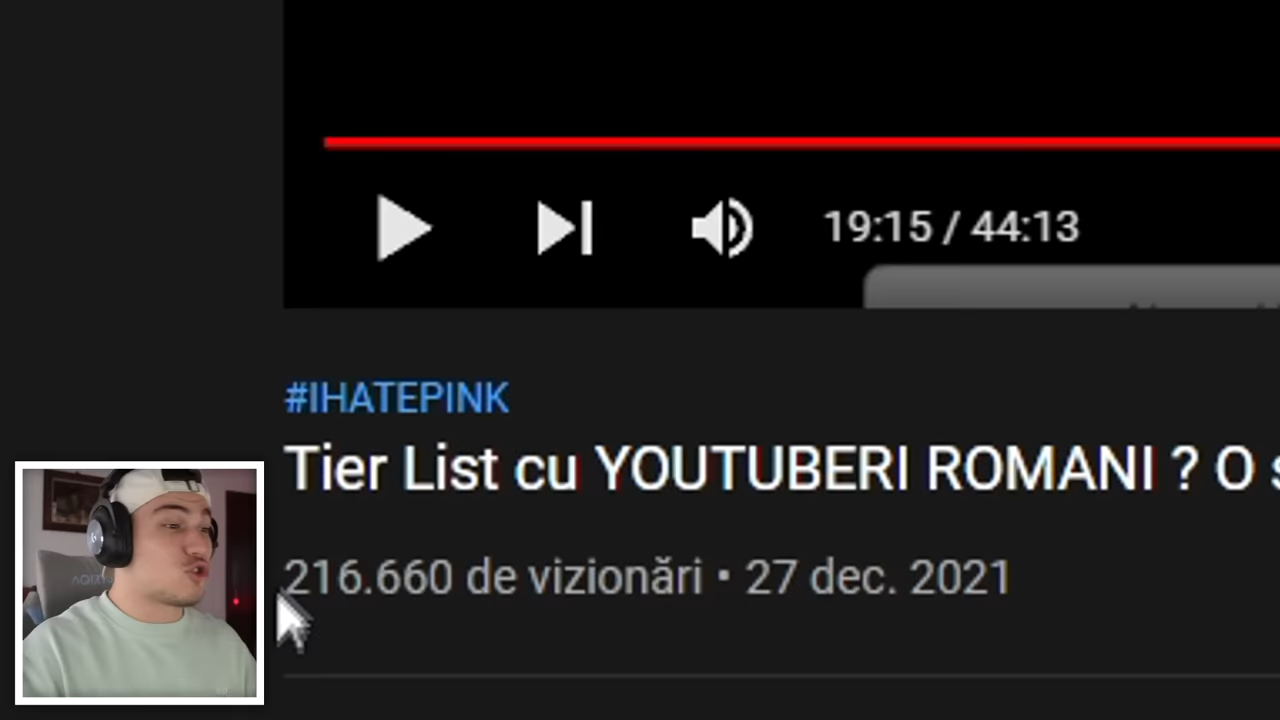 19:15 / 44:13
#IHATEPINK
Tier List cu YOUTUBERI ROMANI ? O
216.660 de vizionări • 27 dec. 2021